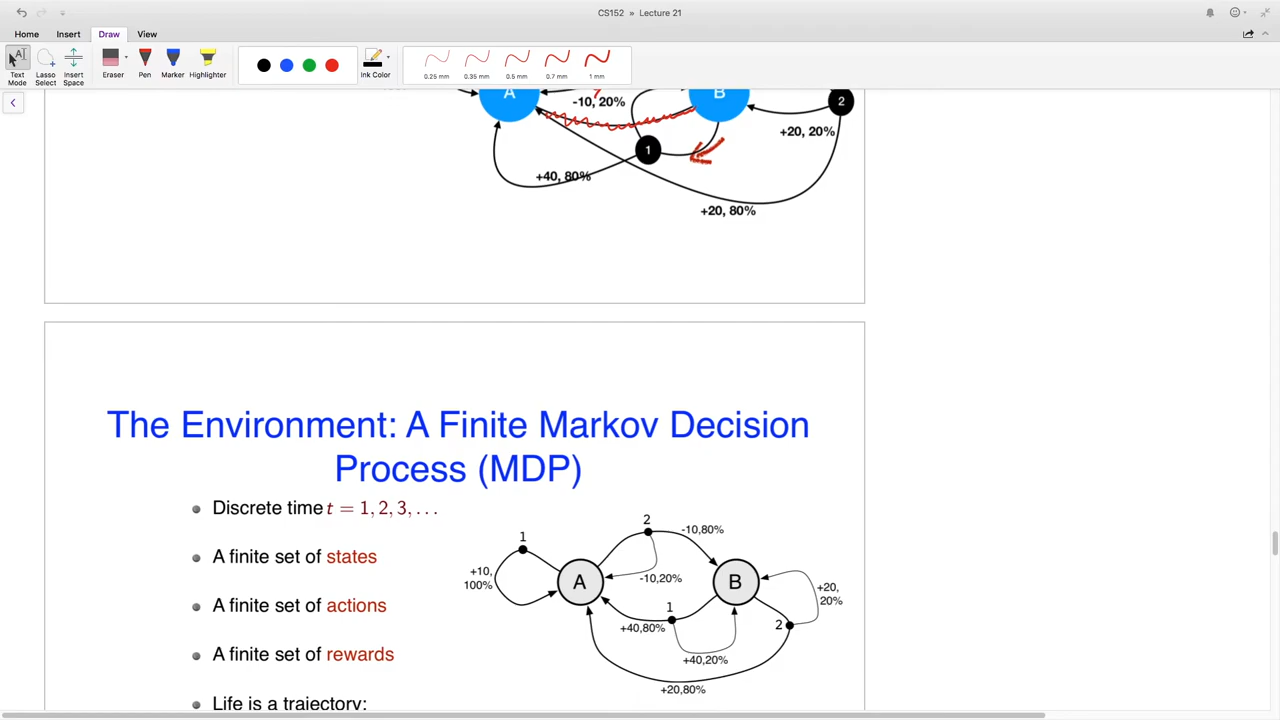 CS152 » Lecture 21
Home Insert Draw View
Text Mode
Lasso Select
Insert Space
Eraser
Pen
Marker
Highlighter
Ink Color
0.25 mm
0.35 mm
0.5 mm
0.7 mm
1 mm
A
-10, 20%
B
2
+20, 20%
1
+40, 80%
+20, 80%
The Environment: A Finite Markov Decision
Process (MDP)
Discrete time t = 1, 2, 3, . . .
A finite set of states
A finite set of actions
A finite set of rewards
Life is a trajectory:
1
2
-10,80%
+10,
100%
A
-10,20%
B
+20,
20%
1
+40,80%
2
+40,20%
+20,80%